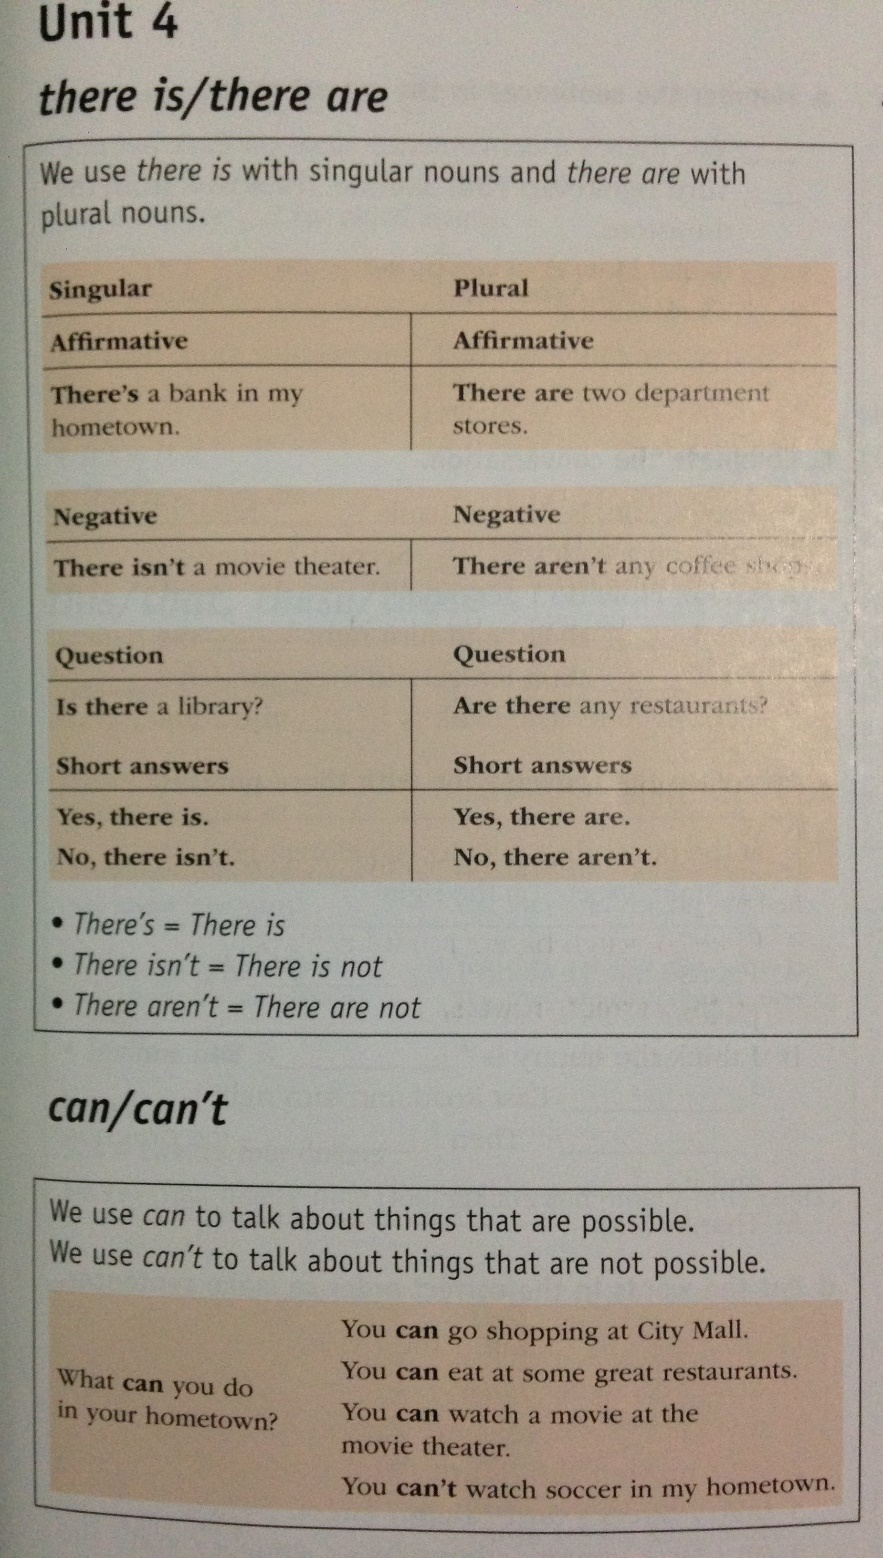 Unit 4
there is/there are
We use there is with singular nouns and there are with
plural nouns.
Singular Plural
Affirmative Affirmative
There's a bank in my There are two department
hometown. stores.
Negative Negative
There isn't a movie theater. There aren't any coffee shops.
Question Question
Is there a library? Are there any restaurants?
Short answers Short answers
Yes, there is. Yes, there are.
No, there isn't. No, there aren't.
• There's = There is
• There isn't = There is not
• There aren't = There are not
can/can't
We use can to talk about things that are possible.
We use can't to talk about things that are not possible.
What can you do
in your hometown?
You can go shopping at City Mall.
You can eat at some great restaurants.
You can watch a movie at the
movie theater.
You can't watch soccer in my hometown.